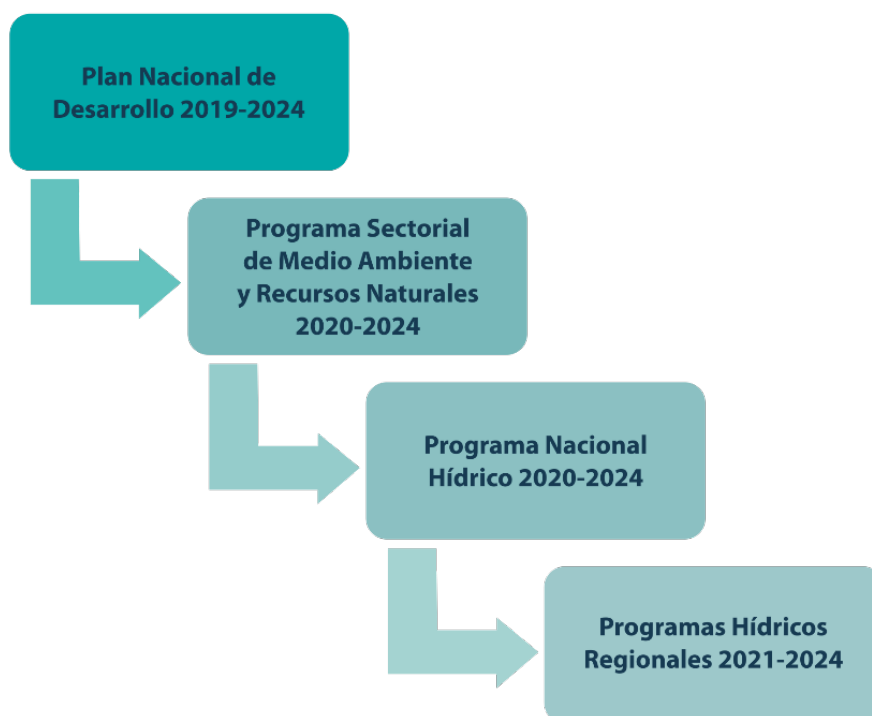 Plan Nacional de
Desarrollo 2019-2024
Programa Sectorial
de Medio Ambiente
y Recursos Naturales
2020-2024
Programa Nacional
Hídrico 2020-2024
Programas Hídricos
Regionales 2021-2024